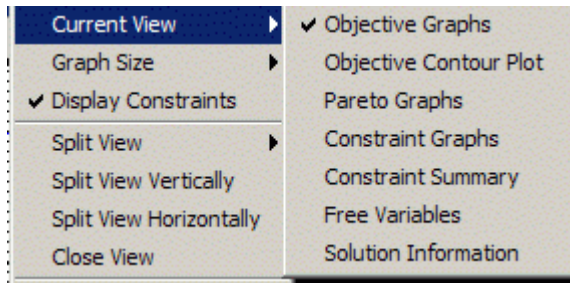 Current View
Graph Size
Display Constraints
Split View
Split View Vertically
Split View Horizontally
Close View
Objective Graphs
Objective Contour Plot
Pareto Graphs
Constraint Graphs
Constraint Summary
Free Variables
Solution Information